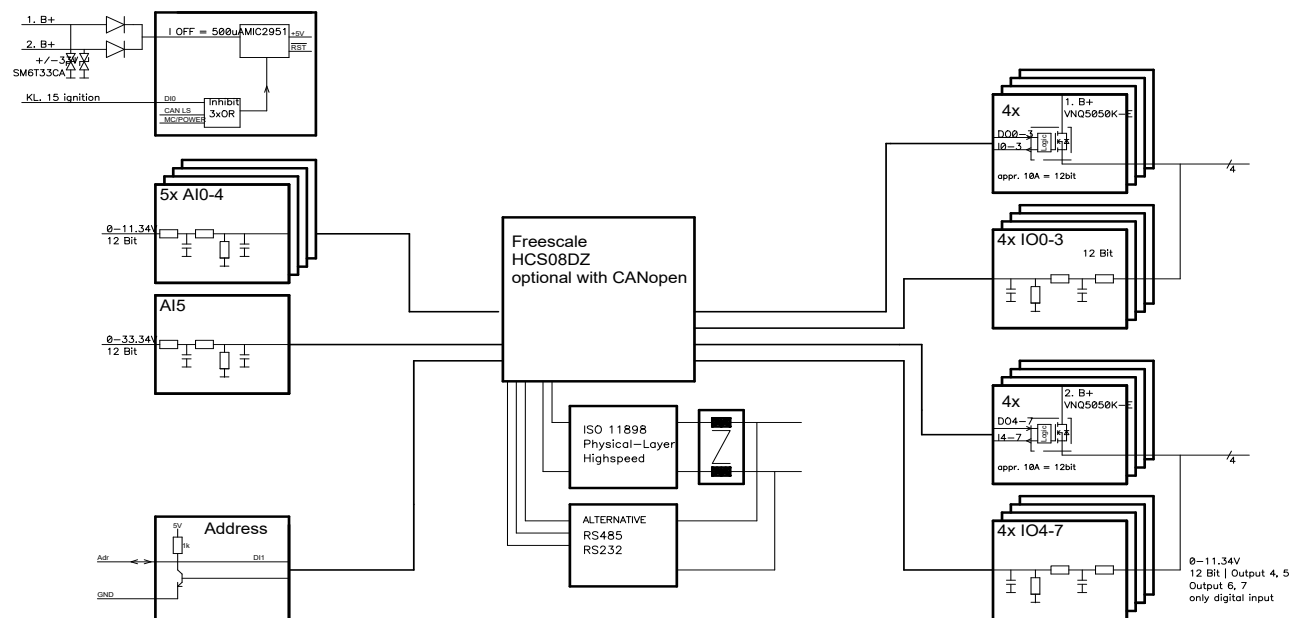 1. B+
2. B+
+/-33V
SM6T33CA
KL. 15 ignition
I OFF = 500uA
MIC2951
+5V
RST
DI0
CAN LS
MC/POWER
Inhibit
3xOR
5x AI0-4
0-11.34V
12 Bit
AI5
0-33.34V
12 Bit
Address
5V
1k
Adr
DI1
GND
Freescale
HCS08DZ
optional with CANopen
ISO 11898
Physical-Layer
Highspeed
ALTERNATIVE
RS485
RS232
4x
1. B+
VNQ5050K-E
DO0-3
I0-3
Logic
appr. 10A = 12bit
4
4x IO0-3
12 Bit
4x
2. B+
VNQ5050K-E
DO4-7
I4-7
Logic
appr. 10A = 12bit
4
4x IO4-7
0-11.34V
12 Bit | Output 4, 5
Output 6, 7
only digital input